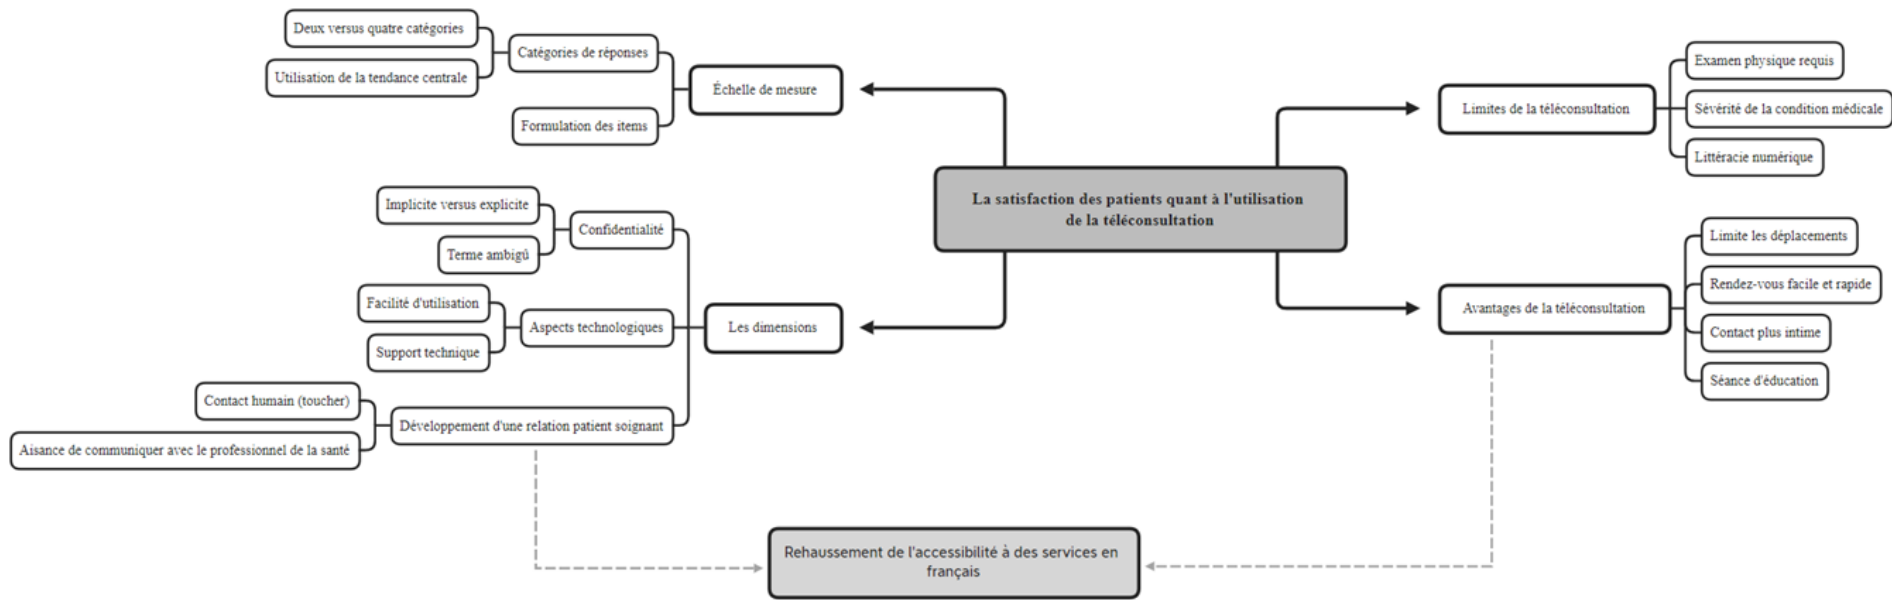 Deux versus quatre catégories
Utilisation de la tendance centrale
Catégories de réponses
Formulation des items
Échelle de mesure
Implicite versus explicite
Terme ambigû
Confidentialité
Facilité d'utilisation
Support technique
Aspects technologiques
Les dimensions
Contact humain (toucher)
Aisance de communiquer avec le professionnel de la santé
Développement d'une relation patient soignant
La satisfaction des patients quant à l'utilisation
de la téléconsultation
Limites de la téléconsultation
Examen physique requis
Sévérité de la condition médicale
Littéracie numérique
Avantages de la téléconsultation
Limite les déplacements
Rendez-vous facile et rapide
Contact plus intime
Séance d'éducation
Rehaussement de l'accessibilité à des services en
français